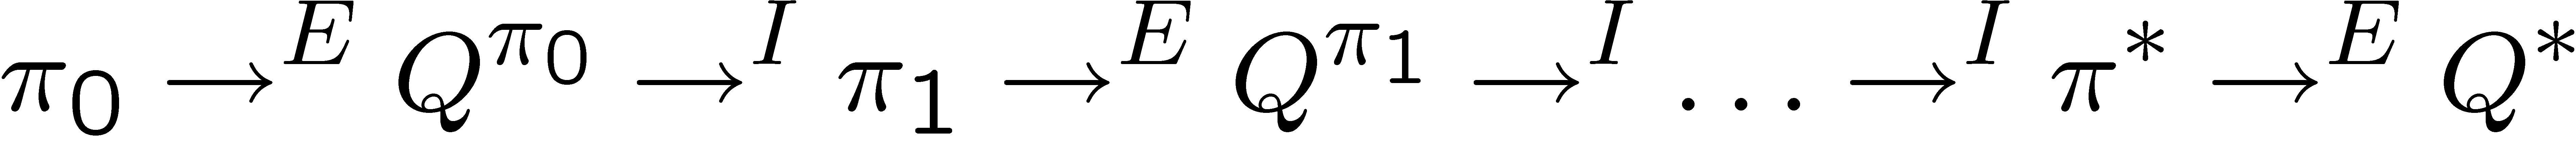 π₀ →ᴱ Q^π₀ →ᴵ π₁ →ᴱ Q^π₁ →ᴵ … →ᴵ π* →ᴱ Q*